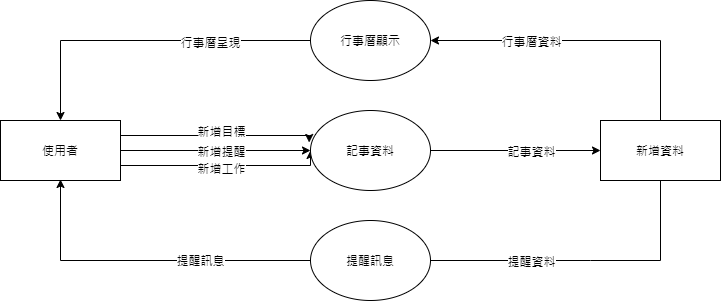 行事曆呈現
行事曆顯示
行事曆資料
使用者
新增目標
新增提醒
新增工作
記事資料
記事資料
新增資料
提醒訊息
提醒訊息
提醒資料